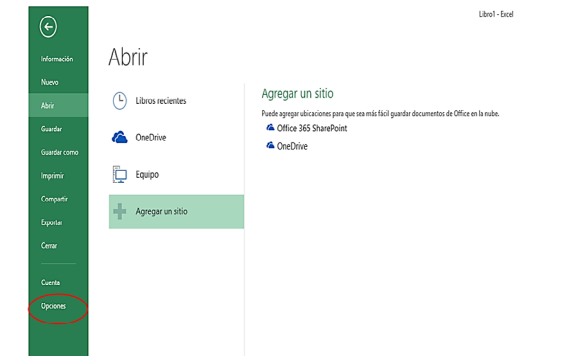 Libro1 - Excel
Información
Nuevo
Abrir
Guardar
Guardar como
Imprimir
Compartir
Exportar
Cerrar
Cuenta
Opciones
Abrir
Libros recientes
OneDrive
Equipo
Agregar un sitio
Agregar un sitio
Puede agregar ubicaciones para que sea más fácil guardar documentos de Office en la nube.
Office 365 SharePoint
OneDrive